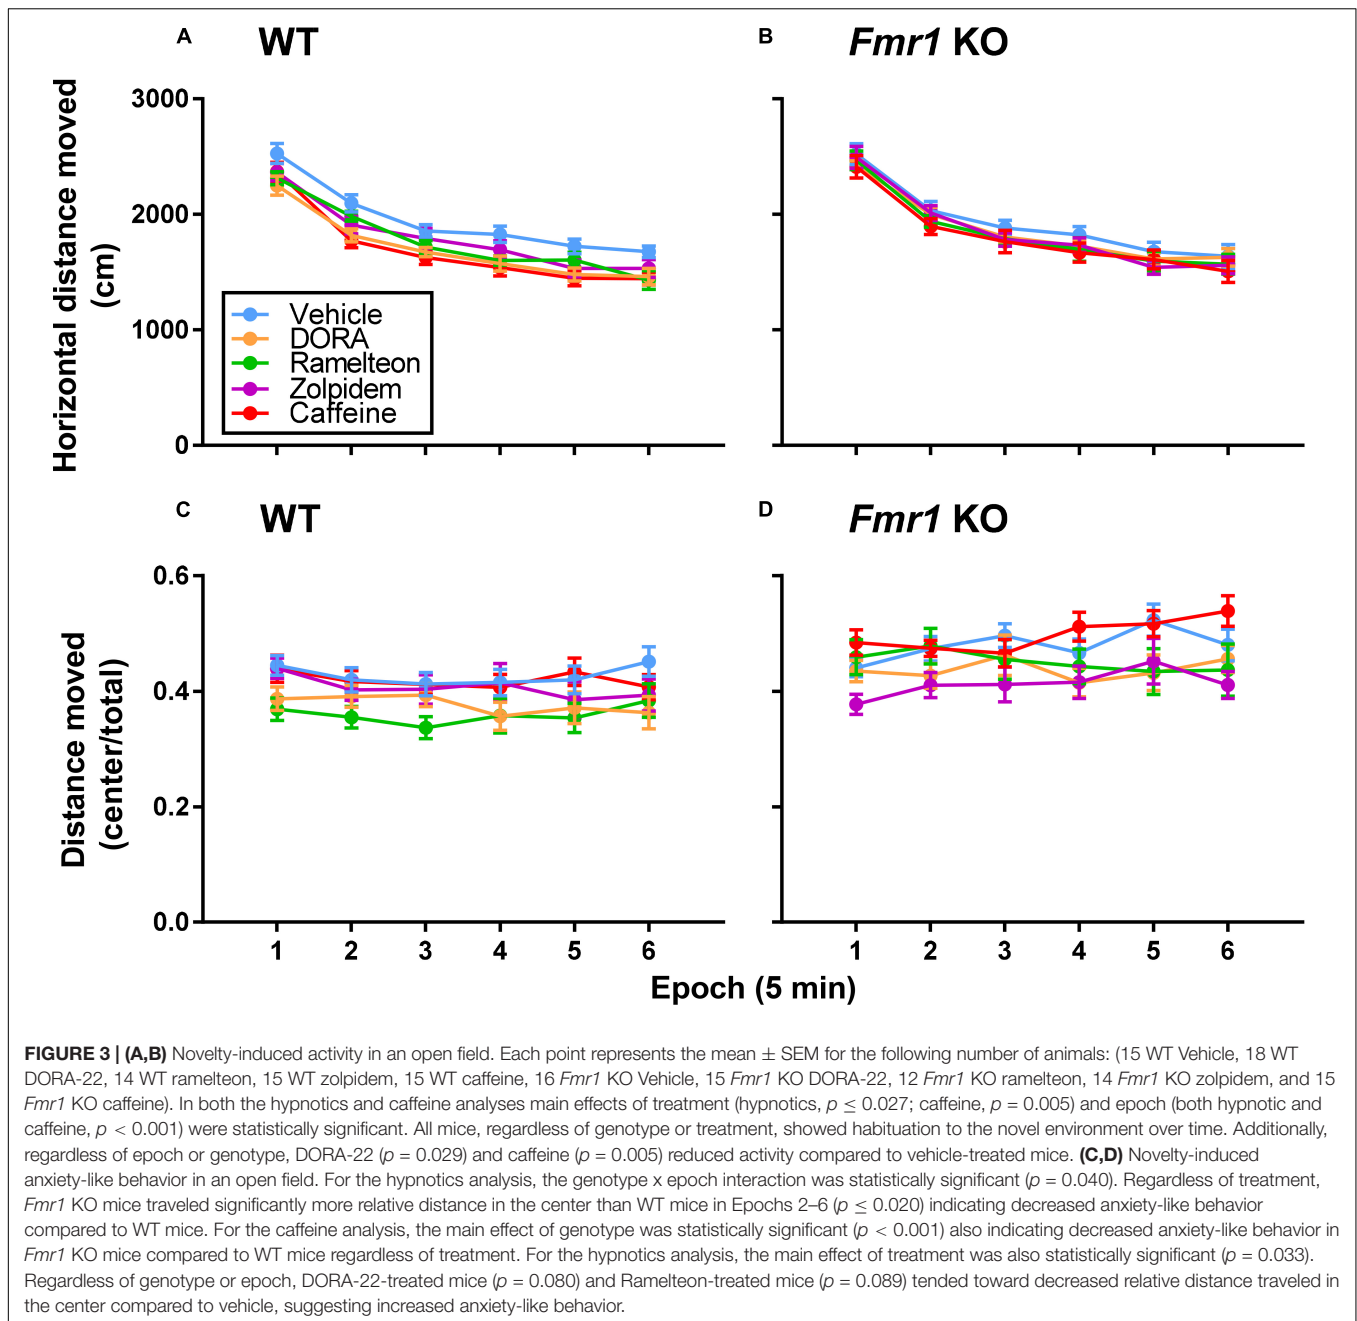 A WT
B Fmr1 KO
Horizontal distance moved
(cm)
3000
2000
1000
0
Vehicle
DORA
Ramelteon
Zolpidem
Caffeine
C WT
D Fmr1 KO
Distance moved
(center/total)
0.6
0.4
0.2
0.0
1 2 3 4 5 6
1 2 3 4 5 6
Epoch (5 min)
FIGURE 3 | (A,B) Novelty-induced activity in an open field. Each point represents the mean ± SEM for the following number of animals: (15 WT Vehicle, 18 WT
DORA-22, 14 WT ramelteon, 15 WT zolpidem, 15 WT caffeine, 16 Fmr1 KO Vehicle, 15 Fmr1 KO DORA-22, 12 Fmr1 KO ramelteon, 14 Fmr1 KO zolpidem, and 15
Fmr1 KO caffeine). In both the hypnotics and caffeine analyses main effects of treatment (hypnotics, p ≤ 0.027; caffeine, p = 0.005) and epoch (both hypnotic and
caffeine, p < 0.001) were statistically significant. All mice, regardless of genotype or treatment, showed habituation to the novel environment over time. Additionally,
regardless of epoch or genotype, DORA-22 (p = 0.029) and caffeine (p = 0.005) reduced activity compared to vehicle-treated mice. (C,D) Novelty-induced
anxiety-like behavior in an open field. For the hypnotics analysis, the genotype x epoch interaction was statistically significant (p = 0.040). Regardless of treatment,
Fmr1 KO mice traveled significantly more relative distance in the center than WT mice in Epochs 2–6 (p ≤ 0.020) indicating decreased anxiety-like behavior
compared to WT mice. For the caffeine analysis, the main effect of genotype was statistically significant (p < 0.001) also indicating decreased anxiety-like behavior in
Fmr1 KO mice compared to WT mice regardless of treatment. For the hypnotics analysis, the main effect of treatment was also statistically significant (p = 0.033).
Regardless of genotype or epoch, DORA-22-treated mice (p = 0.080) and Ramelteon-treated mice (p = 0.089) tended toward decreased relative distance traveled in
the center compared to vehicle, suggesting increased anxiety-like behavior.